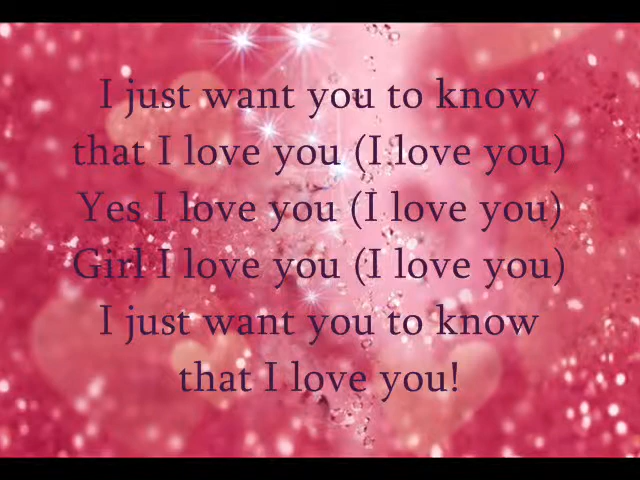 I just want you to know
that I love you (I love you)
Yes I love you (I love you)
Girl I love you (I love you)
I just want you to know
that I love you!